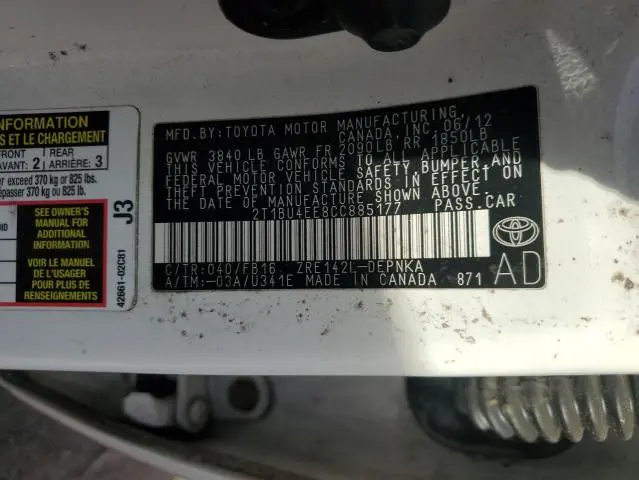 INFORMATION
ES ET LE CHARGEMENT
FRONT
AVANT: 2
REAR
ARRIÈRE: 3
er exceed 370 kg or 825 lbs.
épasser 370 kg ou 825 lb.
SEE OWNER'S
MANUAL FOR
ADDITIONAL
INFORMATION
VOIR LE MANUEL
DE L'USAGER
POUR PLUS DE
RENSEIGNEMENTS
J3
42661-02C81
MFD. BY:TOYOTA MOTOR MANUFACTURING
CANADA, INC. 06/12
GVWR 3840 LB GAWR FR 2090LB, RR 1850LB
THIS VEHICLE CONFORMS TO ALL APPLICABLE
FEDERAL MOTOR VEHICLE SAFETY, BUMPER, AND
THEFT PREVENTION STANDARDS IN EFFECT ON
THE DATE OF MANUFACTURE SHOWN ABOVE.
2T1BU4EE8CC885177 PASS.CAR
C/TR:040/FB16 ZRE142L-DEPNKA
A/TM:-03A/U341E MADE IN CANADA 871
TOYOTA
AD